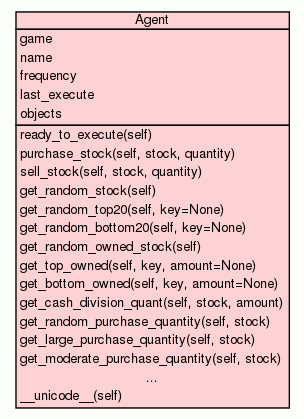 Agent
game
name
frequency
last_execute
objects
ready_to_execute(self)
purchase_stock(self, stock, quantity)
sell_stock(self, stock, quantity)
get_random_stock(self)
get_random_top20(self, key=None)
get_random_bottom20(self, key=None)
get_random_owned_stock(self)
get_top_owned(self, key, amount=None)
get_bottom_owned(self, key, amount=None)
get_cash_division_quant(self, stock, amount)
get_random_purchase_quantity(self, stock)
get_large_purchase_quantity(self, stock)
get_moderate_purchase_quantity(self, stock)
...
__unicode__(self)